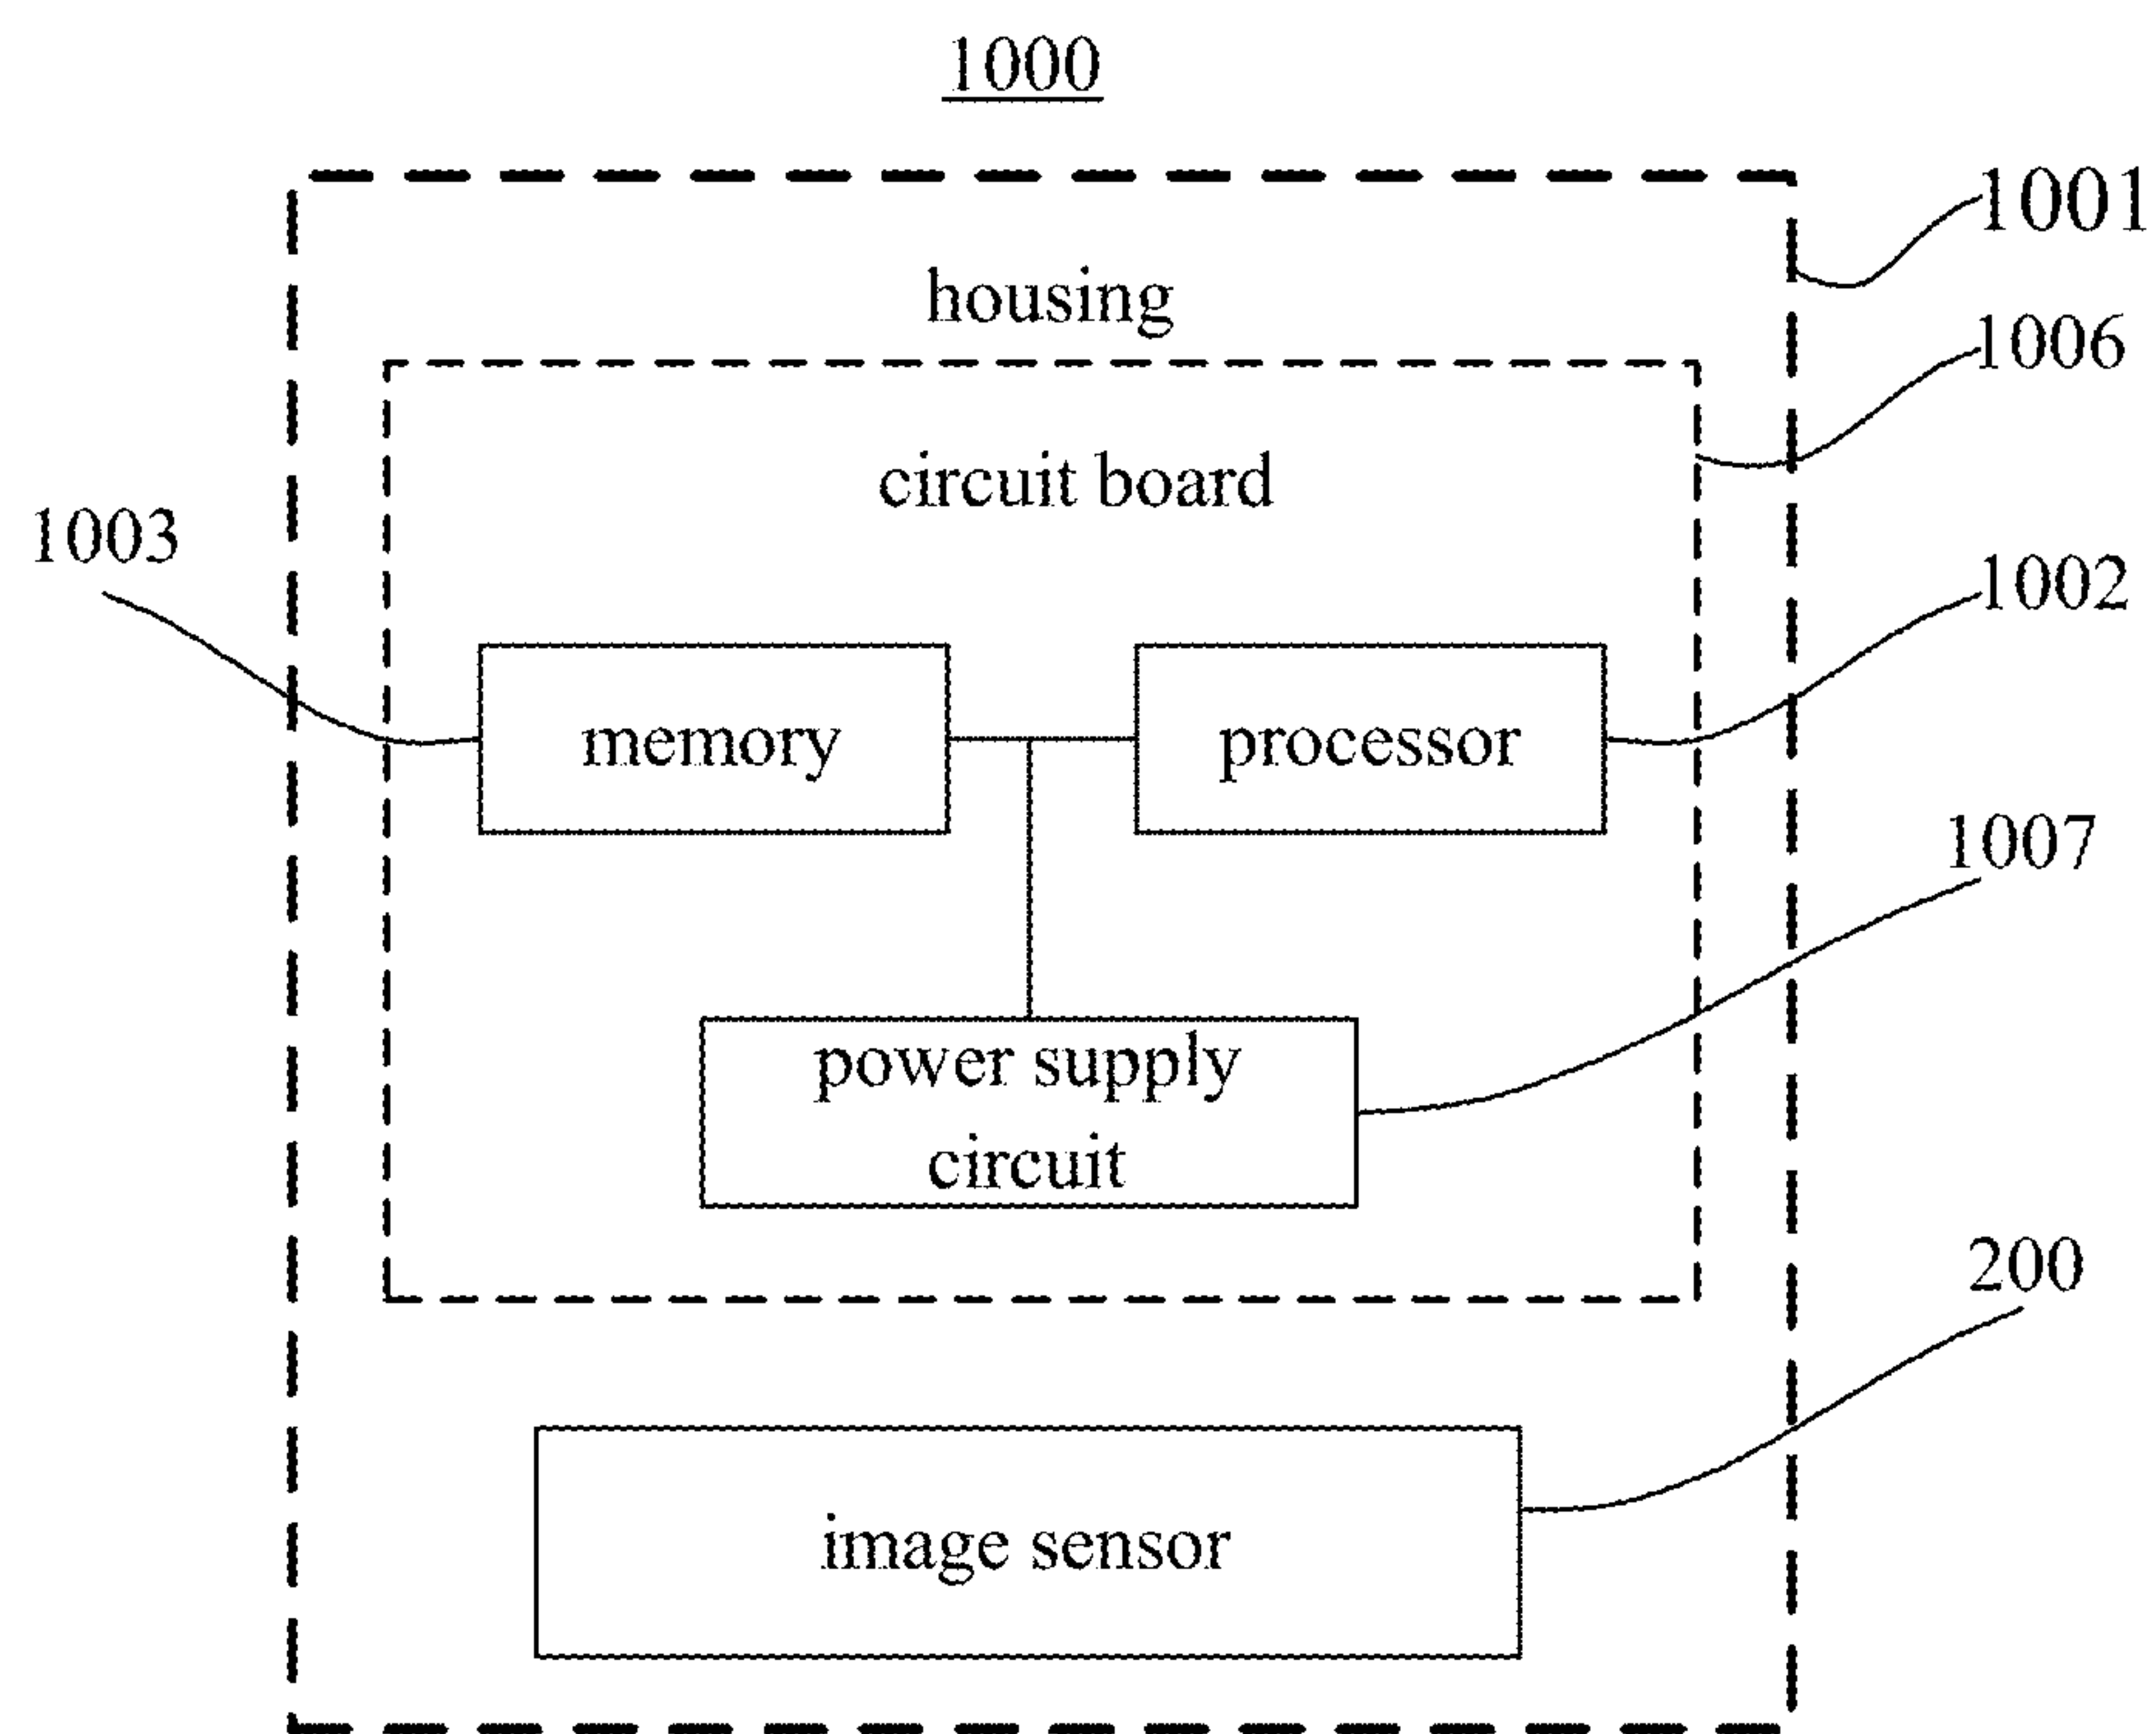 1000
1001
housing
1006
circuit board
1003
1002
memory
processor
1007
power supply
circuit
200
image sensor